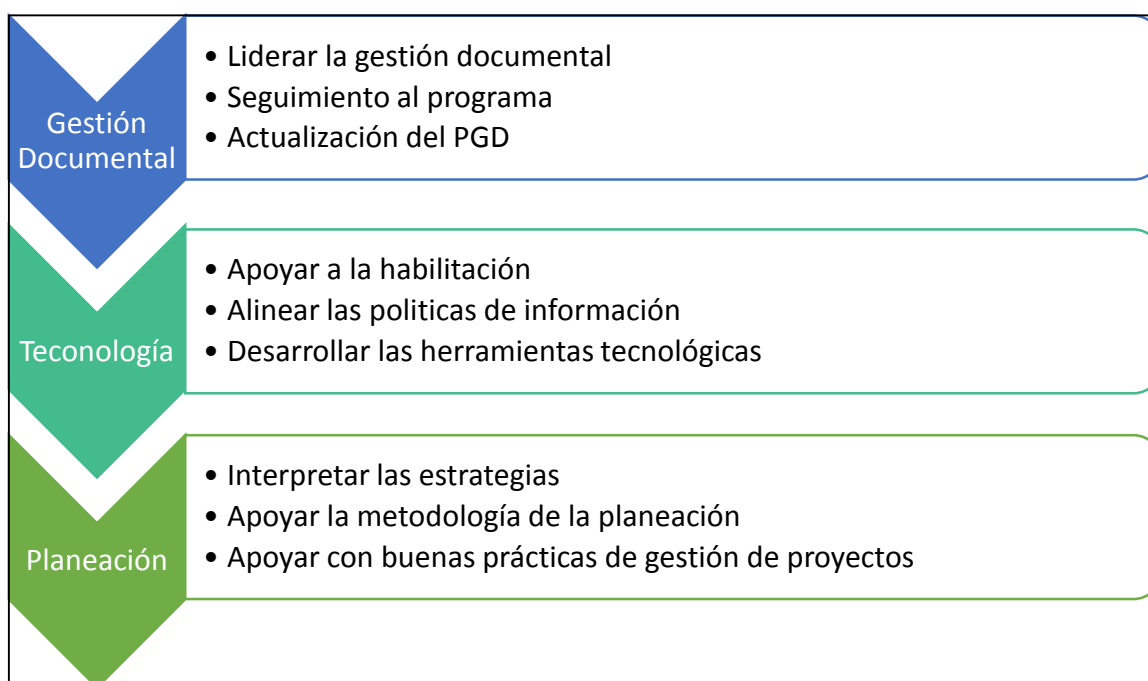 Gestión
Documental
• Liderar la gestión documental
• Seguimiento al programa
• Actualización del PGD
Teconología
• Apoyar a la habilitación
• Alinear las politicas de información
• Desarrollar las herramientas tecnológicas
Planeación
• Interpretar las estrategias
• Apoyar la metodología de la planeación
• Apoyar con buenas prácticas de gestión de proyectos